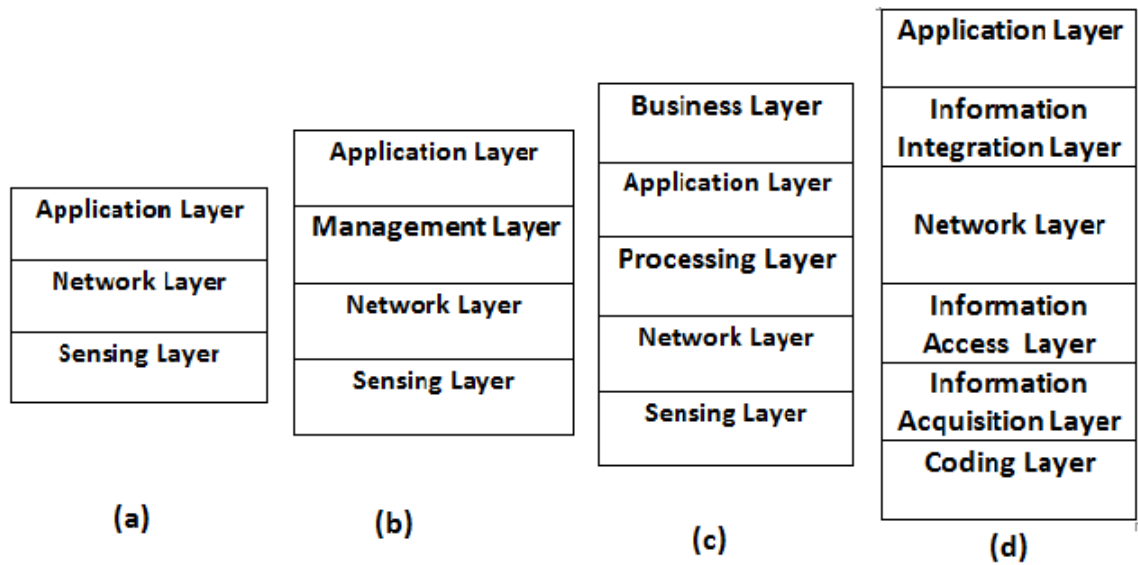 Application Layer
Network Layer
Sensing Layer
(a)
Application Layer
Management Layer
Network Layer
Sensing Layer
(b)
Business Layer
Application Layer
Processing Layer
Network Layer
Sensing Layer
(c)
Application Layer
Information
Integration Layer
Network Layer
Information
Access Layer
Information
Acquisition Layer
Coding Layer
(d)